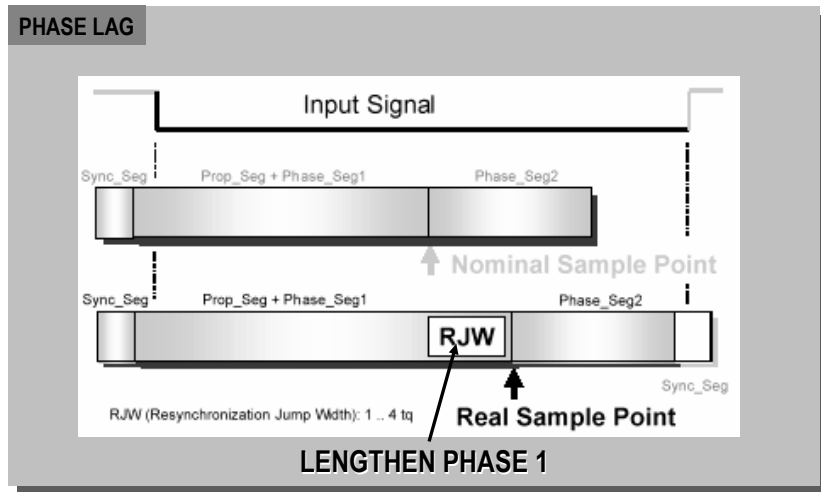 PHASE LAG
Input Signal
Sync_Seg Prop_Seg + Phase_Seg1 Phase_Seg2
Nominal Sample Point
Sync_Seg Prop_Seg + Phase_Seg1 Phase_Seg2
RJW
Sync_Seg
RJW (Resynchronization Jump Width): 1 .. 4 tq Real Sample Point
LENGTHEN PHASE 1